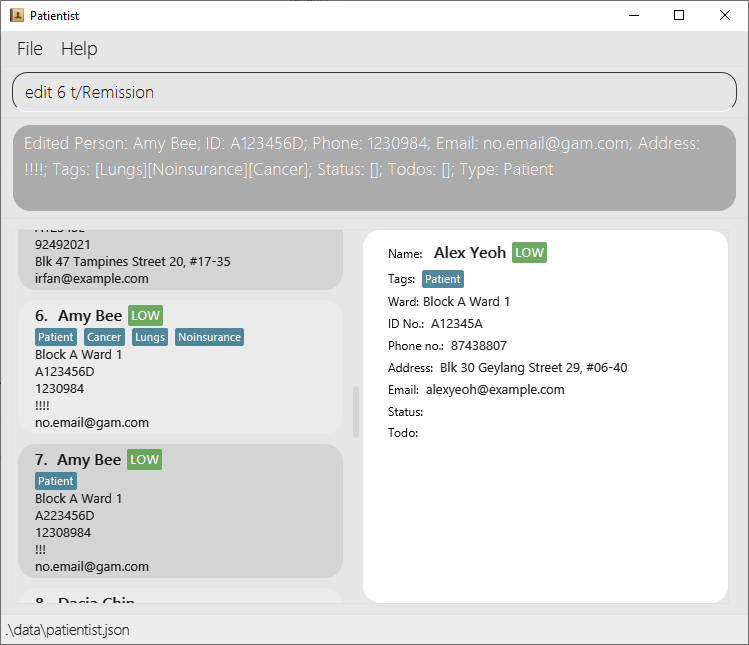 Patientist
File Help
edit 6 t/Remission
Edited Person: Amy Bee; ID: A123456D; Phone: 1230984; Email: no.email@gam.com; Address:
!!!!; Tags: [Lungs][Noinsurance][Cancer]; Status: []; Todos: []; Type: Patient
92492021
Blk 47 Tampines Street 20, #17-35
irfan@example.com
6. Amy Bee LOW
Patient Cancer Lungs Noinsurance
Block A Ward 1
A123456D
1230984
!!!!
no.email@gam.com
7. Amy Bee LOW
Patient
Block A Ward 1
A223456D
12308984
!!!
no.email@gam.com
8. Dacia Chin
Name: Alex Yeoh LOW
Tags: Patient
Ward: Block A Ward 1
ID No.: A12345A
Phone no.: 87438807
Address: Blk 30 Geylang Street 29, #06-40
Email: alexyeoh@example.com
Status:
Todo:
.\data\patientist.json